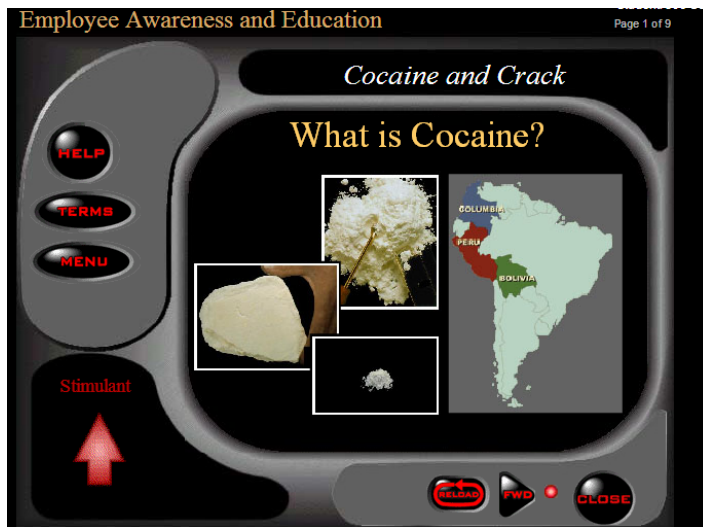 Employee Awareness and Education
Page 1 of 9
Cocaine and Crack
What is Cocaine?
HELP
TERMS
MENU
COLUMBIA
PERU
BOLIVIA
Stimulant
RELOAD
FWD
CLOSE